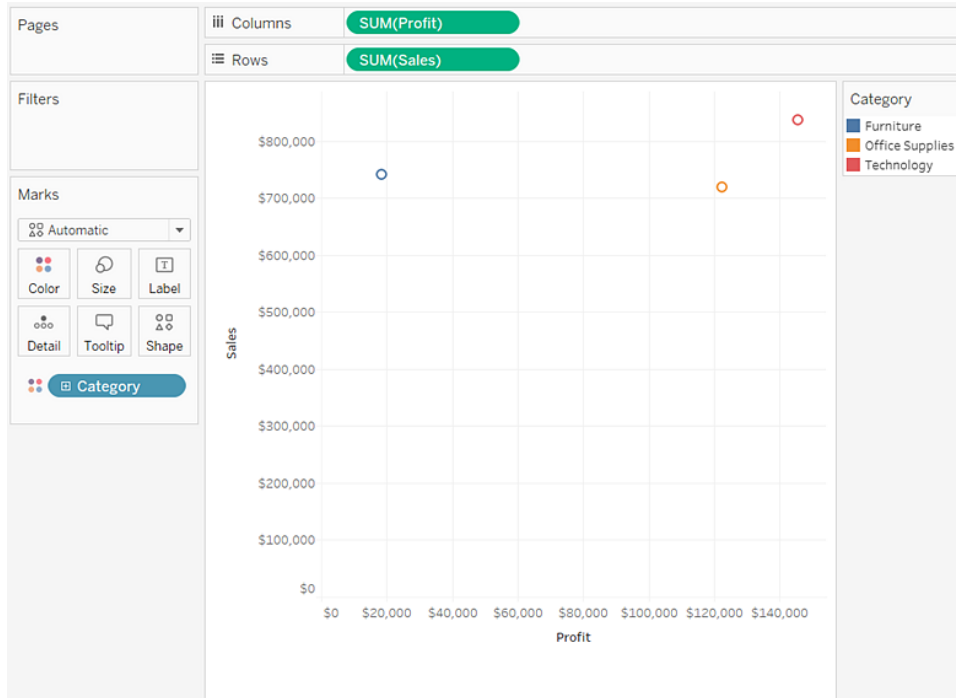 Pages
Columns
SUM(Profit)
Rows
SUM(Sales)
Filters
Marks
Automatic
Color Size Label
T
Detail Tooltip Shape
Category
Sales
$800,000
$700,000
$600,000
$500,000
$400,000
$300,000
$200,000
$100,000
$0
$0 $20,000 $40,000 $60,000 $80,000 $100,000 $120,000 $140,000
Profit
Category
Furniture
Office Supplies
Technology